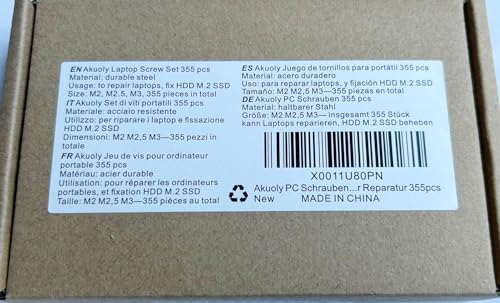 EN Akuoly Laptop Screw Set 355 pcs
Material: durable steel
Usage: to repair laptops, fix HDD M.2 SSD
Size: M2, M2.5, M3, 355 pieces in total
IT Akuoly Set di viti portatili 355 pcs
Materiale: acciaio resistente
Utilizzo: per riparare i laptop e fissazione
HDD M.2 SSD
Dimensioni: M2 M2,5 M3—355 pezzi in
totale
FR Akuoly Jeu de vis pour ordinateur
portable 355 pcs
Matériau: acier durable
Utilisation: pour réparer les ordinateurs
portables, et fixation HDD M.2 SSD
Taille: M2 M2,5 M3—355 pièces au total
ES Akuoly Juego de tornillos para portátil 355 pcs
Material: acero duradero
Uso: para reparar laptops, y fijación HDD M.2 SSD
Tamaño: M2 M2,5 M3—355 piezas en total
DE Akuoly PC Schrauben 355 pcs
Material: haltbarer Stahl
Größe: M2 M2,5 M3— insgesamt 355 Stück
kann Laptops reparieren, HDD M.2 SSD beheben
X0011U80PN
Akuoly PC Schrauben...r Reparatur 355pcs
New MADE IN CHINA